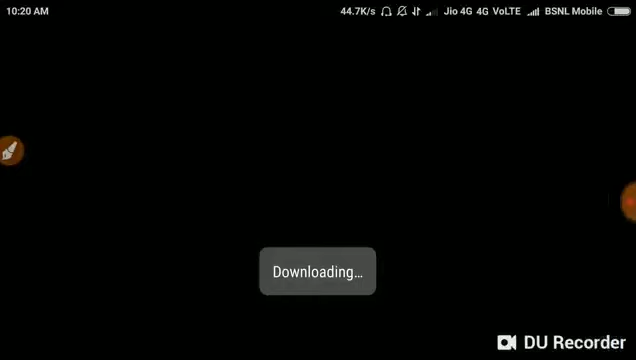 10:20 AM 44.7K/s Jio 4G 4G VoLTE BSNL Mobile
Downloading...
DU Recorder